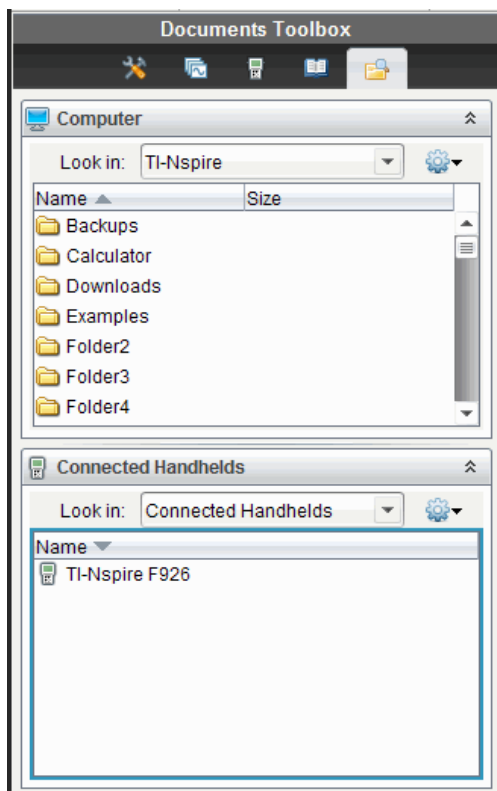 Documents Toolbox
Computer
Look in: TI-Nspire
Name Size
Backups
Calculator
Downloads
Examples
Folder2
Folder3
Folder4
Connected Handhelds
Look in: Connected Handhelds
Name
TI-Nspire F926